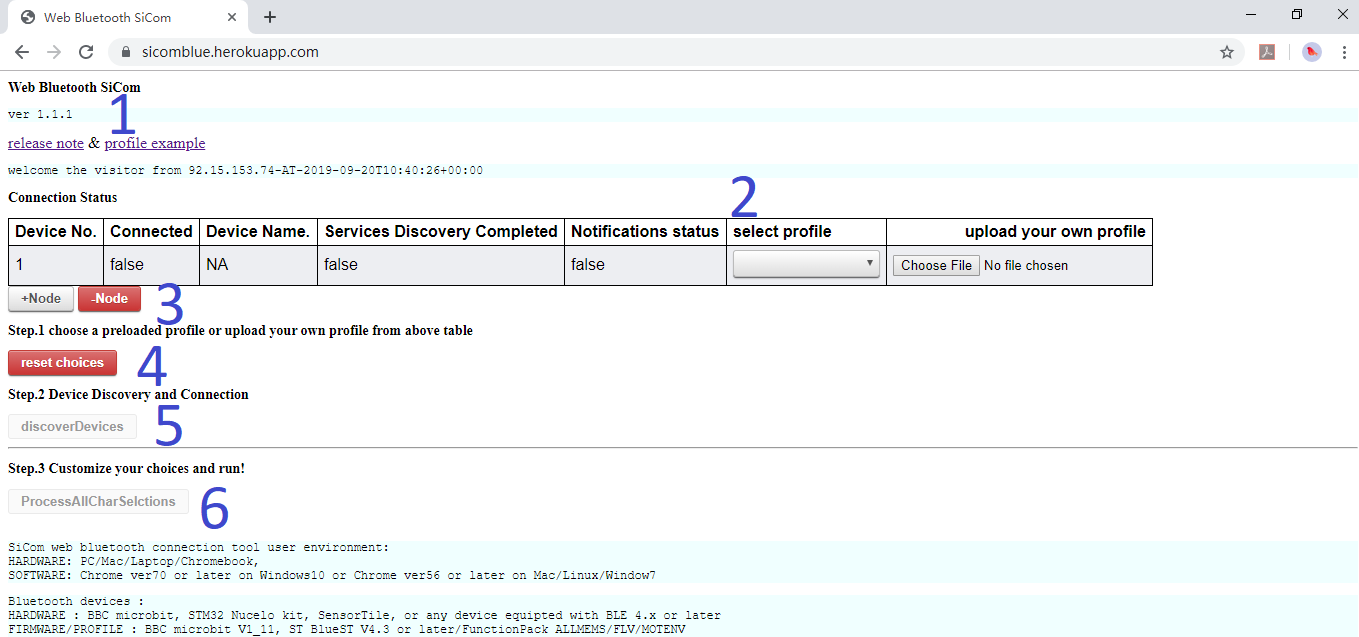 Web Bluetooth SiCom
sicomblue.herokuapp.com
Web Bluetooth SiCom
1
ver 1.1.1
release note & profile example
welcome the visitor from 92.15.153.74-AT-2019-09-20T10:40:26+00:00
Connection Status
2
Device No. Connected Device Name. Services Discovery Completed Notifications status select profile upload your own profile
1 false NA false false Choose File No file chosen
+Node -Node 3
Step.1 choose a preloaded profile or upload your own profile from above table
reset choices 4
Step.2 Device Discovery and Connection
discoverDevices 5
Step.3 Customize your choices and run!
ProcessAllCharSelctions 6
SiCom web bluetooth connection tool user environment:
HARDWARE: PC/Mac/Laptop/Chromebook,
SOFTWARE: Chrome ver70 or later on Windows10 or Chrome ver56 or later on Mac/Linux/Window7
Bluetooth devices :
HARDWARE : BBC microbit, STM32 Nucelo kit, SensorTile, or any device equipted with BLE 4.x or later
FIRMWARE/PROFILE : BBC microbit V1_11, ST BlueST V4.3 or later/FunctionPack ALLMEMS/FLV/MOTENV